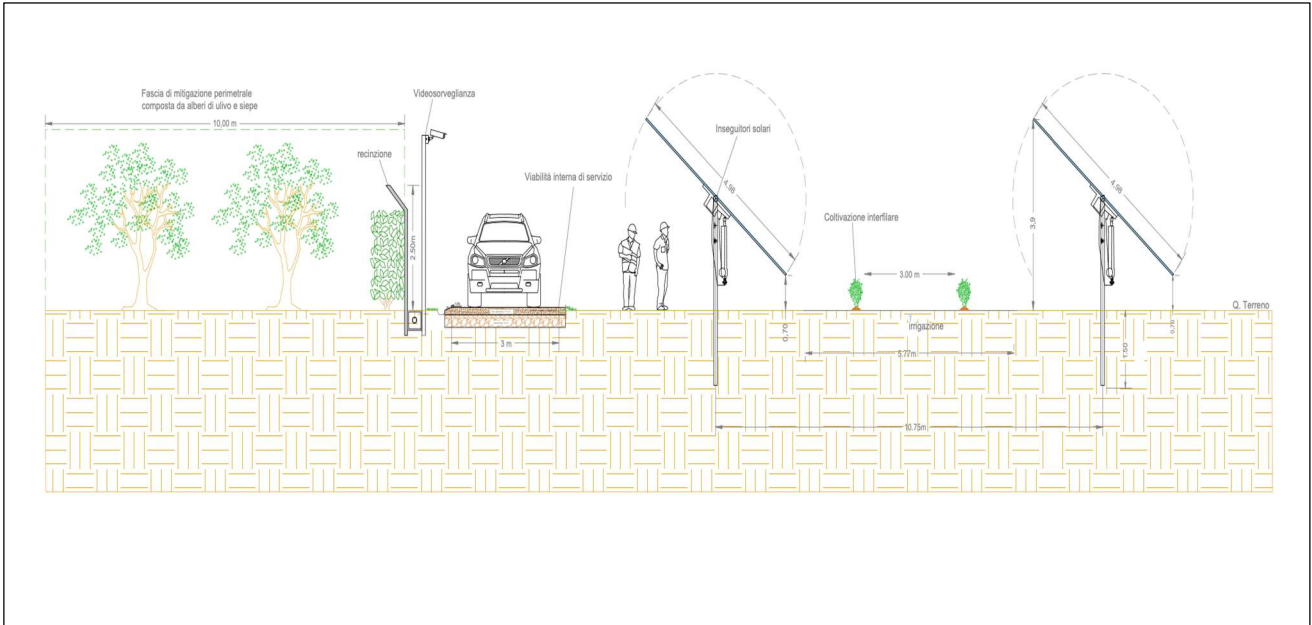 Fascia di mitigazione perimetrale
composta da alberi di ulivo e siepe
10,00 m
Videosorveglianza
recinzione
2.50m
Viabilità interna di servizio
3 m
Inseguitori solari
4,98
0,70
Coltivazione interfilare
3.00 m
irrigazione
5.77m
10.75m
4,98
3,9
Q. Terreno
0,70
1,50